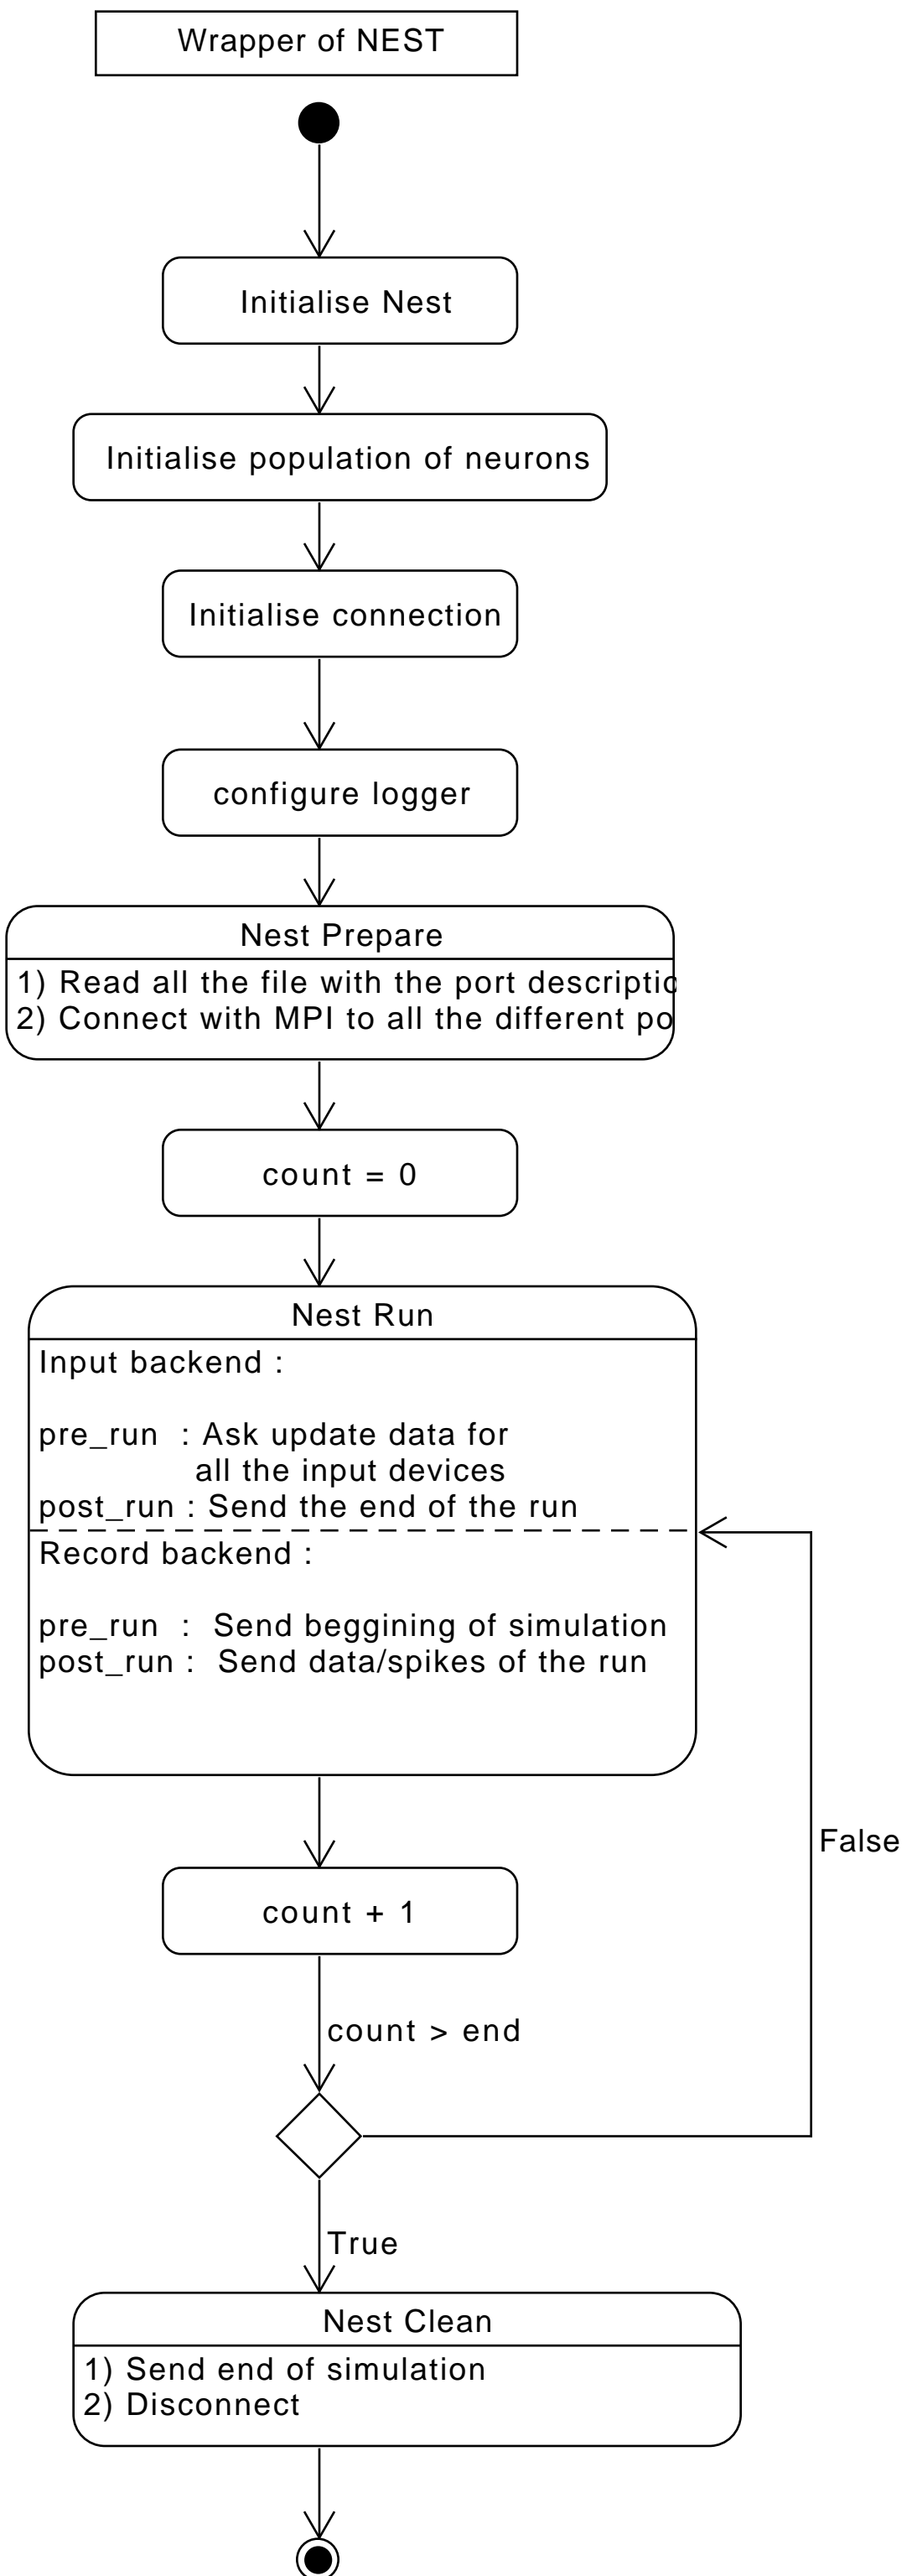 Wrapper of NEST
Initialise Nest
Initialise population of neurons
Initialise connection
configure logger
Nest Prepare
1) Read all the file with the port descriptio
2) Connect with MPI to all the different po
count = 0
Nest Run
Input backend :
pre_run : Ask update data for
all the input devices
post_run : Send the end of the run
Record backend :
pre_run : Send beggining of simulation
post_run : Send data/spikes of the run
False
count + 1
count > end
True
Nest Clean
1) Send end of simulation
2) Disconnect